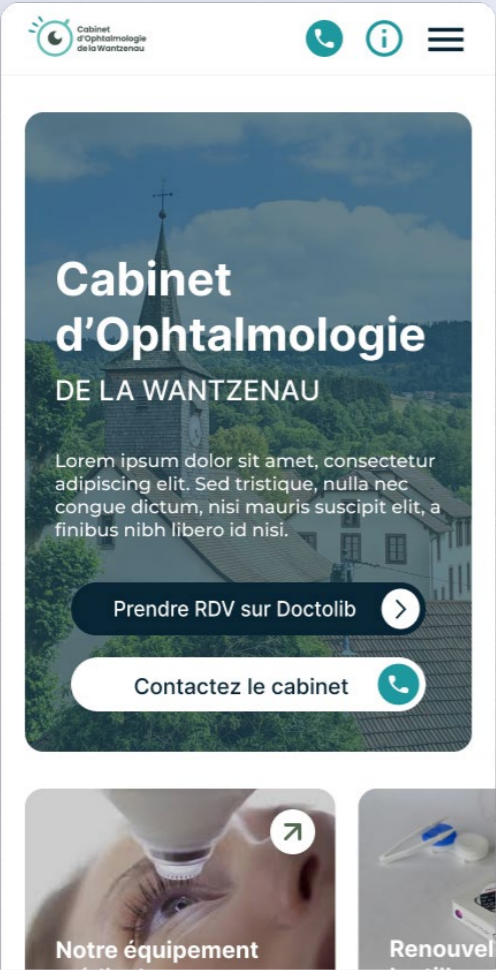 Cabinet
d'Ophtalmologie
de la Wantzenau
Cabinet
d’Ophtalmologie
DE LA WANTZENAU
Lorem ipsum dolor sit amet, consectetur
adipiscing elit. Sed tristique, nulla nec
congue dictum, nisi mauris suscipit elit, a
finibus nibh libero id nisi.
Prendre RDV sur Doctolib
Contactez le cabinet
Notre équipement
Renouvel